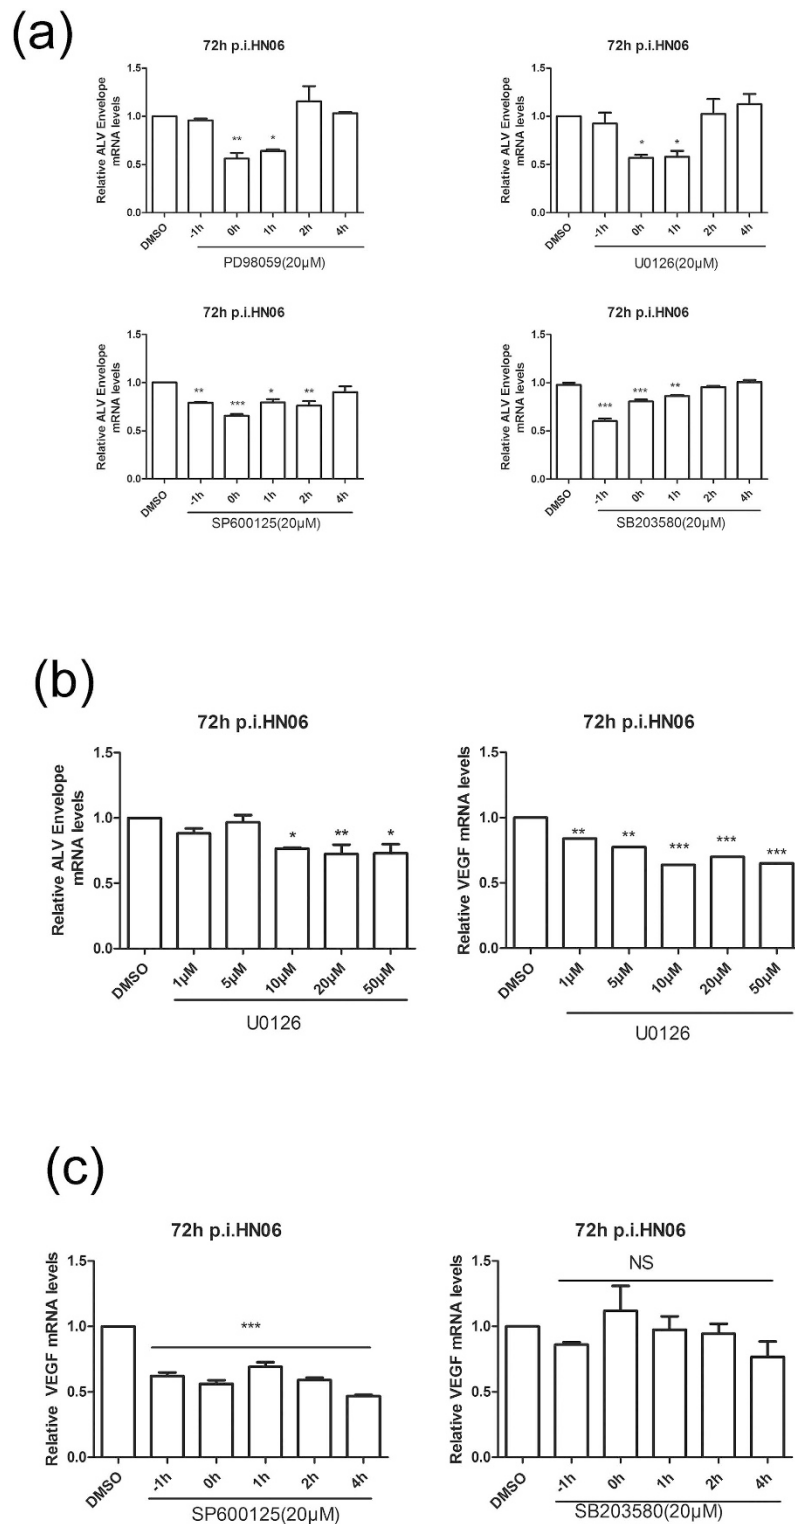 (a)
72h p.i.HN06
Relative ALV Envelope
mRNA levels
1.5
1.0
0.5
0.0
** *
DMSO -1h 0h 1h 2h 4h
PD98059(20μM)
72h p.i.HN06
Relative ALV Envelope
mRNA levels
1.5
1.0
0.5
0.0
* *
DMSO -1h 0h 1h 2h 4h
U0126(20μM)
72h p.i.HN06
Relative ALV Envelope
mRNA levels
1.5
1.0
0.5
0.0
** *** * **
DMSO -1h 0h 1h 2h 4h
SP600125(20μM)
72h p.i.HN06
Relative ALV Envelope
mRNA levels
1.5
1.0
0.5
0.0
*** *** **
DMSO -1h 0h 1h 2h 4h
SB203580(20μM)
(b)
72h p.i.HN06
Relative ALV Envelope
mRNA levels
1.5
1.0
0.5
0.0
* ** *
DMSO 1μM 5μM 10μM 20μM 50μM
U0126
72h p.i.HN06
Relative VEGF mRNA levels
1.5
1.0
0.5
0.0
** ** *** *** ***
DMSO 1μM 5μM 10μM 20μM 50μM
U0126
(c)
72h p.i.HN06
Relative VEGF mRNA levels
1.5
1.0
0.5
0.0
***
DMSO -1h 0h 1h 2h 4h
SP600125(20μM)
72h p.i.HN06
Relative VEGF mRNA levels
1.5
1.0
0.5
0.0
NS
DMSO -1h 0h 1h 2h 4h
SB203580(20μM)